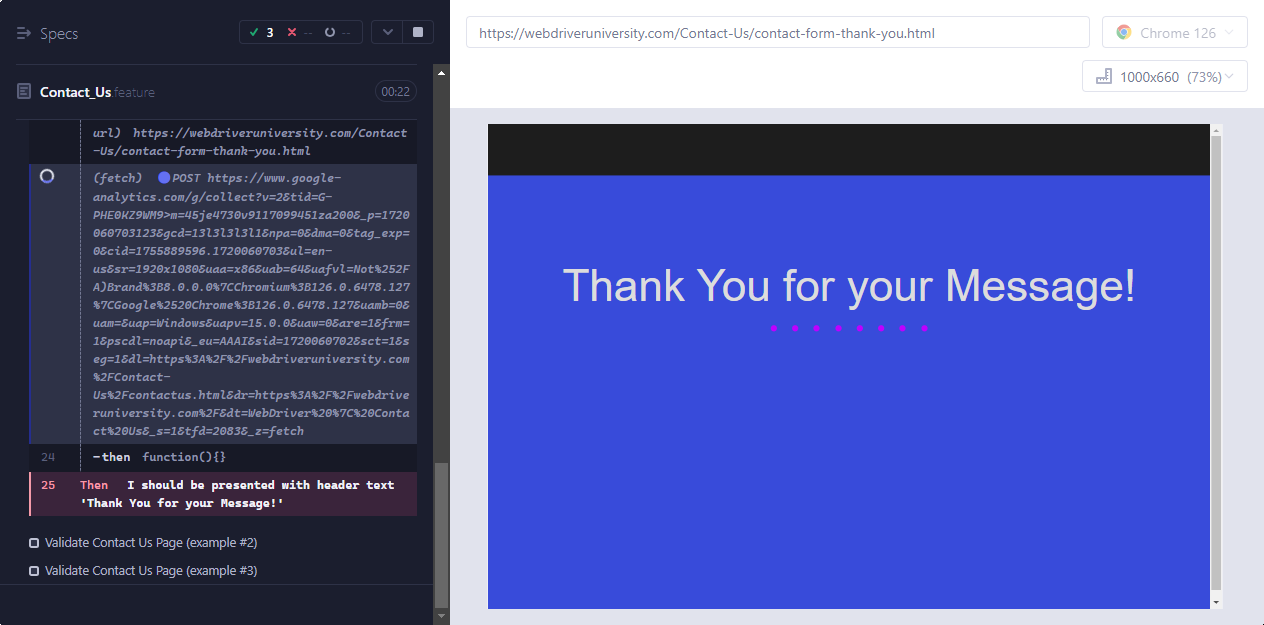 Specs
3 -- --
Contact_Us.feature
00:22
url) https://webdriveruniversity.com/Contact
-Us/contact-form-thank-you.html
(fetch) POST https://www.google-
analytics.com/g/collect?v=2&tid=G-
PHE0KZ9WM9>m=45je4730v9117099451za200&_p=1720
060703123&gcd=13l3l3l3l1&npa=0&dma=0&tag_exp=
0&cid=1755889596.1720060703&ul=en-
us&sr=1920x1080&uaa=x86&uab=64&uafvl=Not%252F
A)Brand%3B8.0.0.0%7CChromium%3B126.0.6478.127
%7CGoogle%2520Chrome%3B126.0.6478.127&uamb=0&
uam=&uap=Windows&uapv=15.0.0&uaw=0&are=1&frm=
1&pscdl=noapi&_eu=AAAI&sid=1720060702&sct=1&s
eg=1&dl=https%3A%2F%2Fwebdriveruniversity.com
%2FContact-
Us%2Fcontactus.html&dr=https%3A%2F%2Fwebdrive
runiversity.com%2F&dt=WebDriver%20%7C%20Conta
ct%20Us&_s=1&tfd=2083&_z=fetch
24 -then function(){}
25 Then I should be presented with header text
'Thank You for your Message!'
Validate Contact Us Page (example #2)
Validate Contact Us Page (example #3)
https://webdriveruniversity.com/Contact-Us/contact-form-thank-you.html
Chrome 126
1000x660 (73%)
Thank You for your Message!